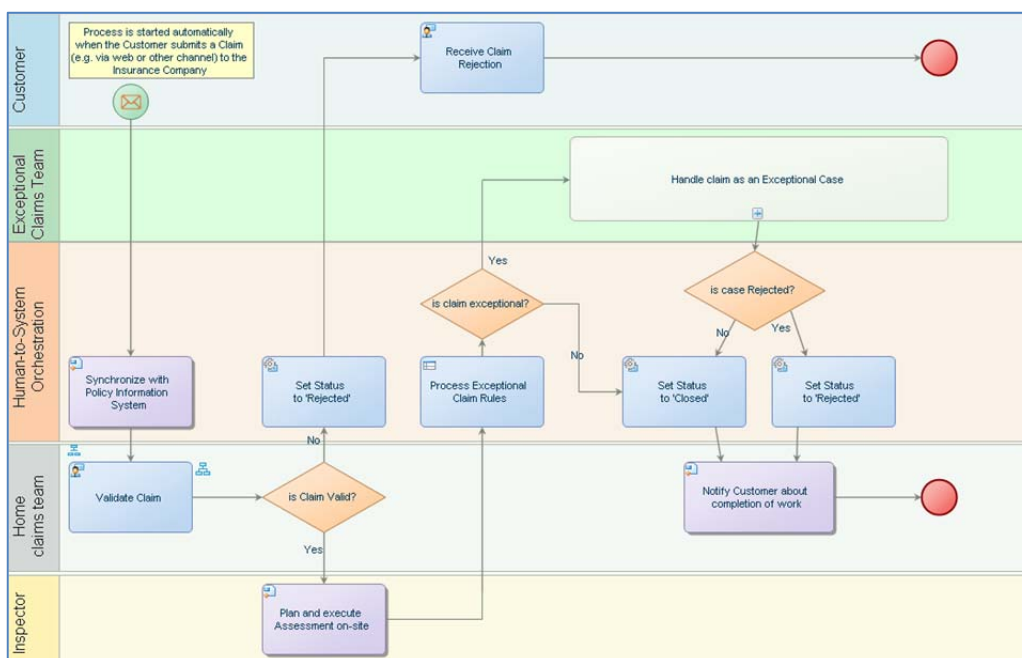 Customer
Process is started automatically
when the Customer submits a Claim
(e.g. via web or other channel) to the
Insurance Company
Receive Claim
Rejection
Exceptional
Claims Team
Handle claim as an Exceptional Case
Human-to-System
Orchestration
Yes
is claim exceptional?
No
is case Rejected?
No
Yes
Synchronize with
Policy Information
System
Set Status
to 'Rejected'
Process Exceptional
Claim Rules
Set Status
to 'Closed'
Set Status
to 'Rejected'
Home
claims team
No
Validate Claim
is Claim Valid?
Yes
Notify Customer about
completion of work
Inspector
Plan and execute
Assessment on-site